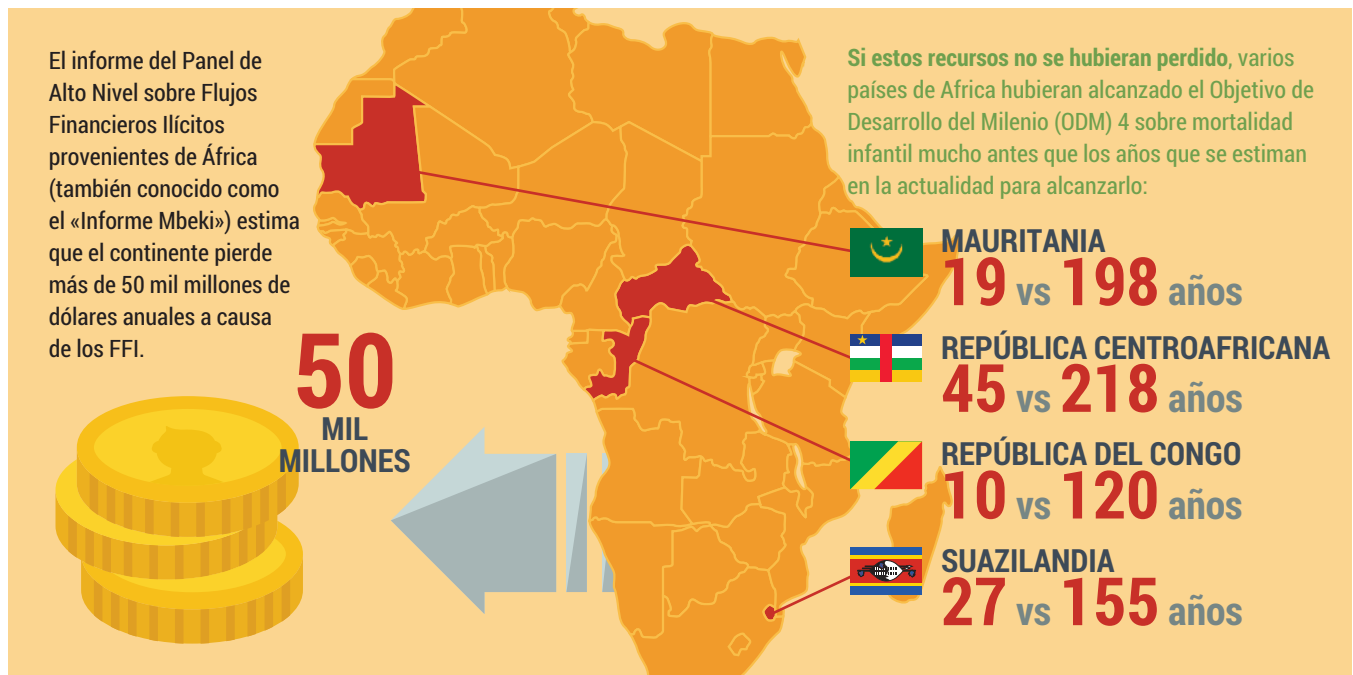 El informe del Panel de
Alto Nivel sobre Flujos
Financieros Ilícitos
provenientes de África
(también conocido como
el «Informe Mbeki») estima
que el continente pierde
más de 50 mil millones de
dólares anuales a causa
de los FFI.
50
MIL
MILLONES
Si estos recursos no se hubieran perdido, varios
países de Africa hubieran alcanzado el Objetivo de
Desarrollo del Milenio (ODM) 4 sobre mortalidad
infantil mucho antes que los años que se estiman
en la actualidad para alcanzarlo:
MAURITANIA
19 vs 198 años
REPÚBLICA CENTROAFRICANA
45 vs 218 años
REPÚBLICA DEL CONGO
10 vs 120 años
SUAZILANDIA
27 vs 155 años